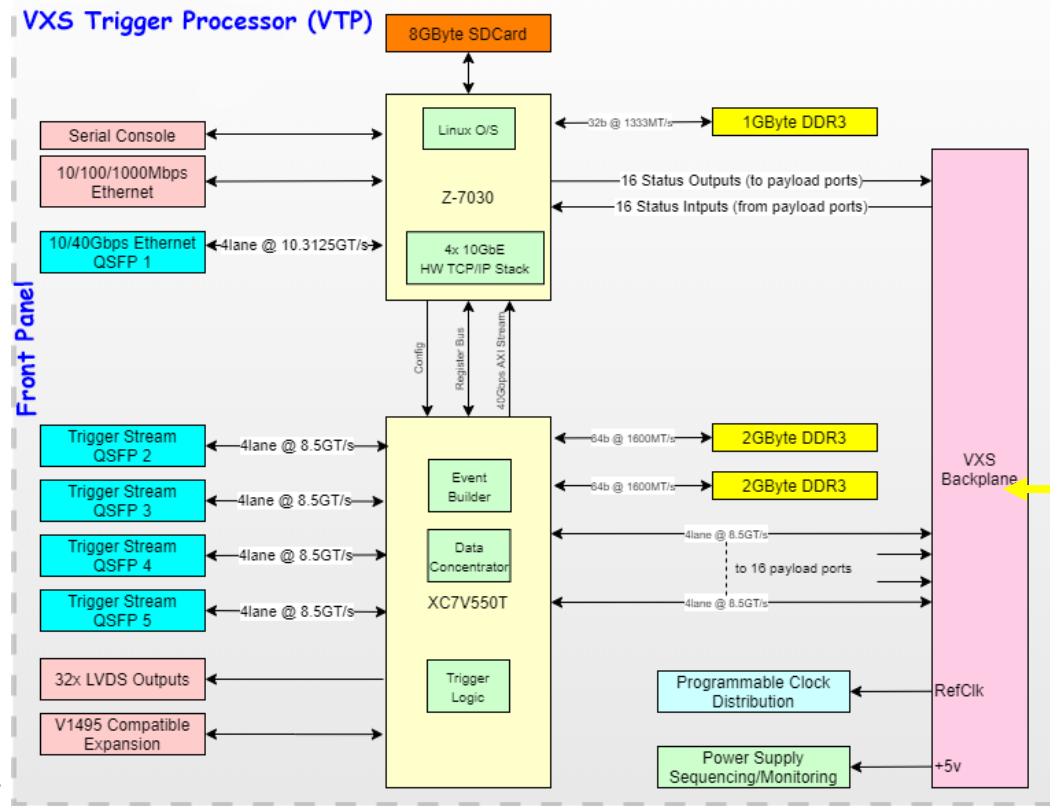 VXS Trigger Processor (VTP)
8GByte SDCard
Linux O/S
Z-7030
4x 10GbE
HW TCP/IP Stack
Serial Console
10/100/1000Mbps
Ethernet
10/40Gbps Ethernet
QSFP 1
4lane @ 10.3125GT/s
32b @ 1333MT/s
1GByte DDR3
16 Status Outputs (to payload ports)
16 Status Intputs (from payload ports)
Front Panel
Config
Register Bus
40Gbps AXI Stream
Trigger Stream
QSFP 2
4lane @ 8.5GT/s
Trigger Stream
QSFP 3
4lane @ 8.5GT/s
Trigger Stream
QSFP 4
4lane @ 8.5GT/s
Trigger Stream
QSFP 5
4lane @ 8.5GT/s
32x LVDS Outputs
V1495 Compatible
Expansion
Event
Builder
Data
Concentrator
XC7V550T
Trigger
Logic
64b @ 1600MT/s
2GByte DDR3
64b @ 1600MT/s
2GByte DDR3
4lane @ 8.5GT/s
to 16 payload ports
4lane @ 8.5GT/s
VXS
Backplane
Programmable Clock
Distribution
RefClk
Power Supply
Sequencing/Monitoring
+5v